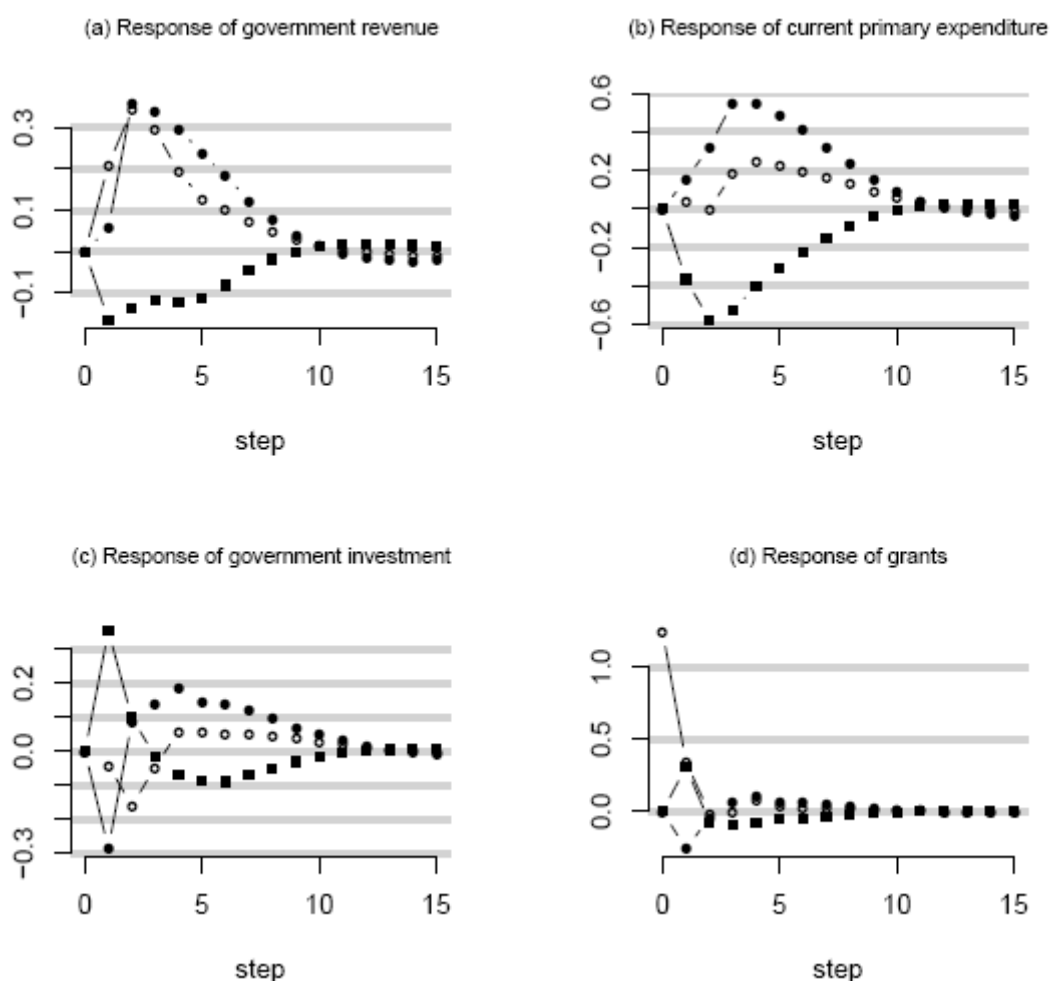 (a) Response of government revenue
0.3
0.1
−0.1
0 5 10 15
step
(b) Response of current primary expenditure
0.6
0.2
−0.2
−0.6
0 5 10 15
step
(c) Response of government investment
0.2
0.0
−0.3
0 5 10 15
step
(d) Response of grants
1.0
0.5
0.0
0 5 10 15
step